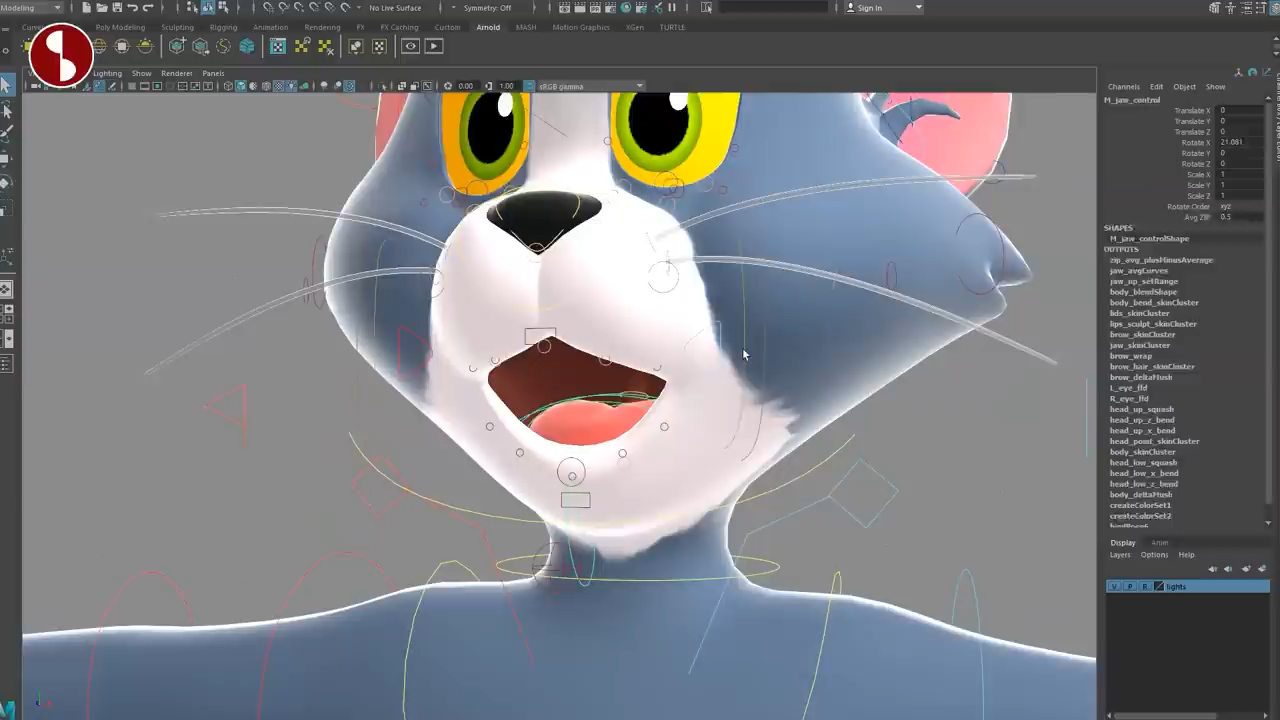 Modeling
No Live Surface
Symmetry: Off
Sign In
Poly Modeling
Sculpting
Rigging
Animation
Rendering
FX
FX Caching
Custom
Arnold
MASH
Motion Graphics
XGen
TURTLE
Lighting
Show
Renderer
Panels
0.00
1.00
sRGB gamma
Channels
Edit
Object
Show
M_jaw_control
Translate X 0
Translate Y 0
Translate Z 0
Rotate X 21.081
Rotate Y 0
Rotate Z 0
Scale X 1
Scale Y 1
Scale Z 1
Rotate Order xyz
Avg ZIP 0.5
SHAPES
M_jaw_controlShape
OUTPUTS
zip_avg_plusMinusAverage
jaw_avgCurves
jaw_up_setRange
body_blendShape
body_bend_skinCluster
lids_skinCluster
lips_sculpt_skinCluster
brow_skinCluster
jaw_skinCluster
brow_wrap
brow_hair_skinCluster
brow_deltaMush
L_eye_ffd
R_eye_ffd
head_up_squash
head_up_z_bend
head_up_x_bend
head_point_skinCluster
body_skinCluster
head_low_squash
head_low_x_bend
head_low_z_bend
body_deltaMush
createColorSet1
createColorSet2
Display
Anim
Layers
Options
Help
V P R lights